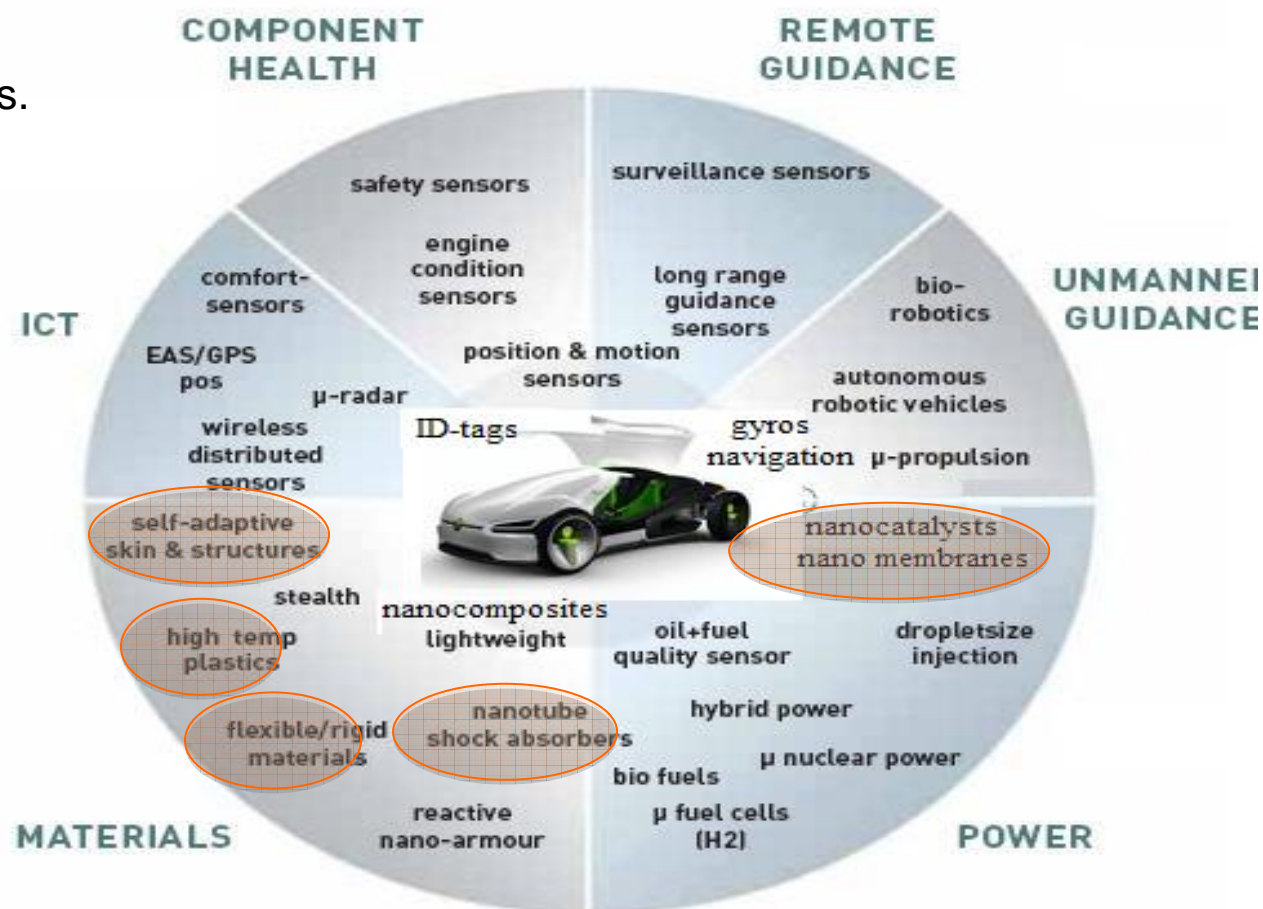 COMPONENT
HEALTH
REMOTE
GUIDANCE
s.
safety sensors
surveillance sensors
engine
condition
sensors
comfort-
sensors
long range
guidance
sensors
bio-
robotics
UNMANNE
GUIDANCE
ICT
EAS/GPS
pos
position & motion
sensors
µ-radar
autonomous
robotic vehicles
wireless
distributed
sensors
ID-tags
gyros
navigation
µ-propulsion
self-adaptive
skin & structures
nanocatalysts
nano membranes
stealth
nanocomposites
lightweight
high temp
plastics
oil+fuel
quality sensor
dropletsize
injection
flexible/rigid
materials
nanotube
shock absorbers
hybrid power
µ nuclear power
bio fuels
reactive
nano-armour
µ fuel cells
(H2)
MATERIALS
POWER